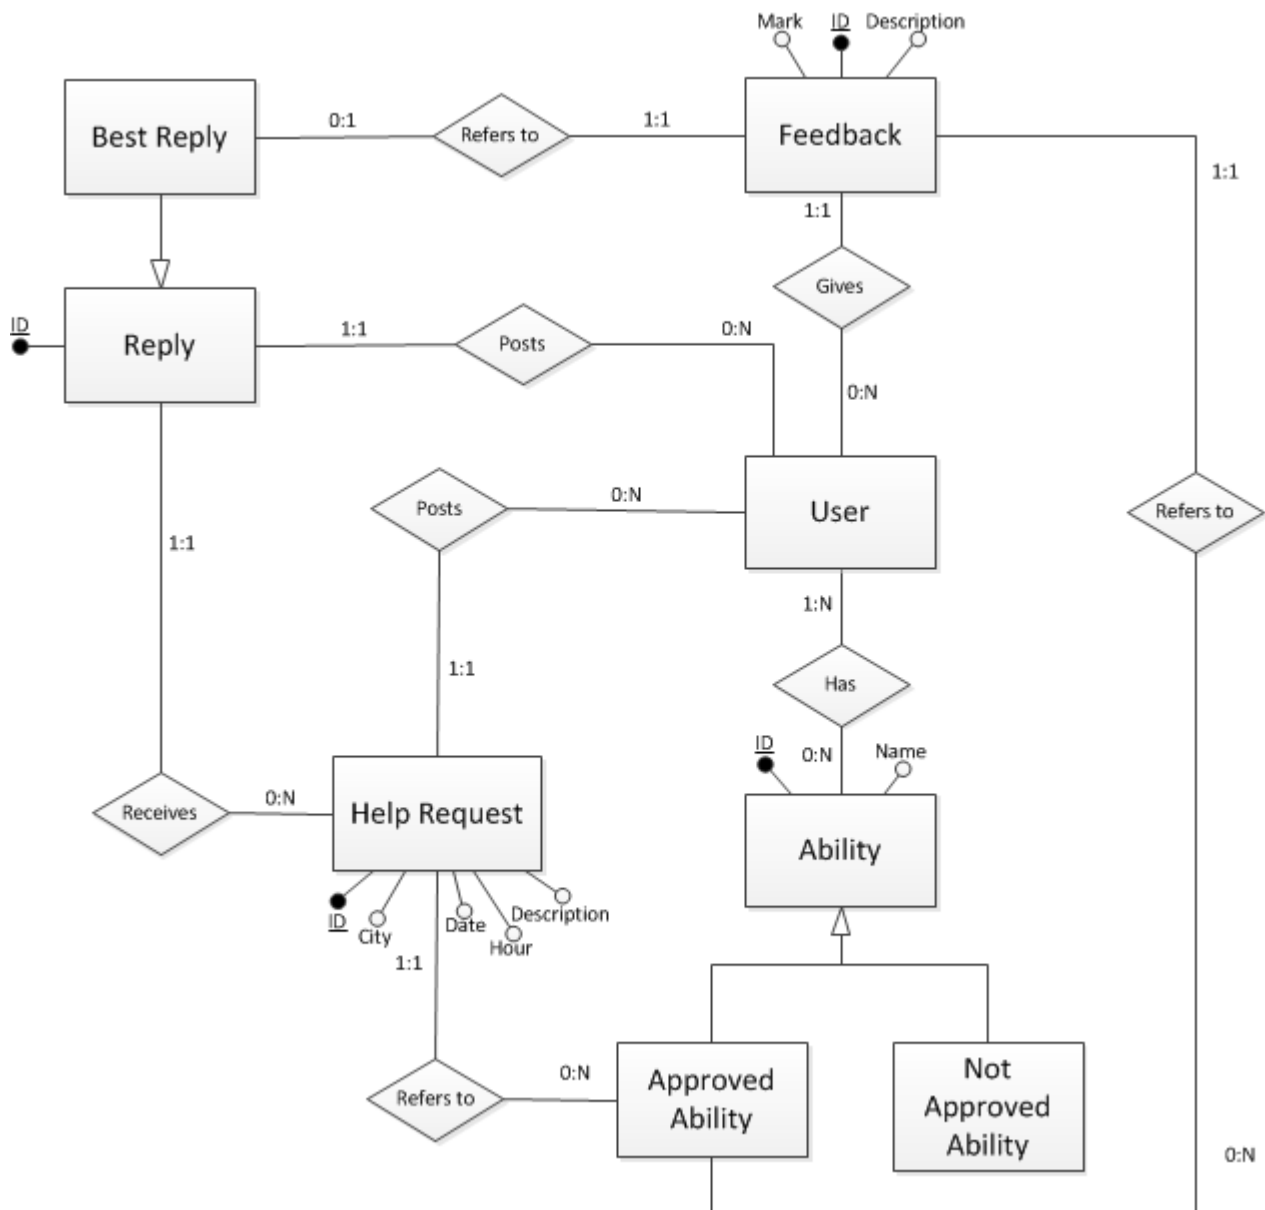 Mark
ID
Description
Best Reply
0:1
Refers to
1:1
Feedback
1:1
1:1
Gives
ID
Reply
1:1
Posts
0:N
0:N
Posts
0:N
User
Refers to
1:1
1:N
1:1
Has
ID
0:N
Name
Receives
0:N
Help Request
Ability
ID
City
Date
Hour
Description
1:1
Refers to
0:N
Approved
Ability
Not
Approved
Ability
0:N